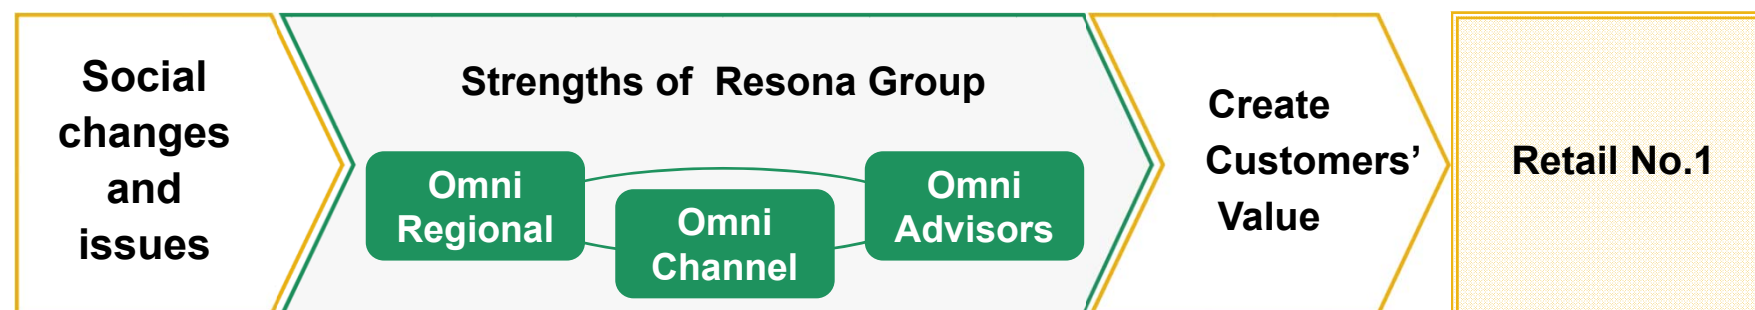 Social
changes
and
issues
Strengths of Resona Group
Omni
Regional
Omni
Channel
Omni
Advisors
Create
Customers’
Value
Retail No.1